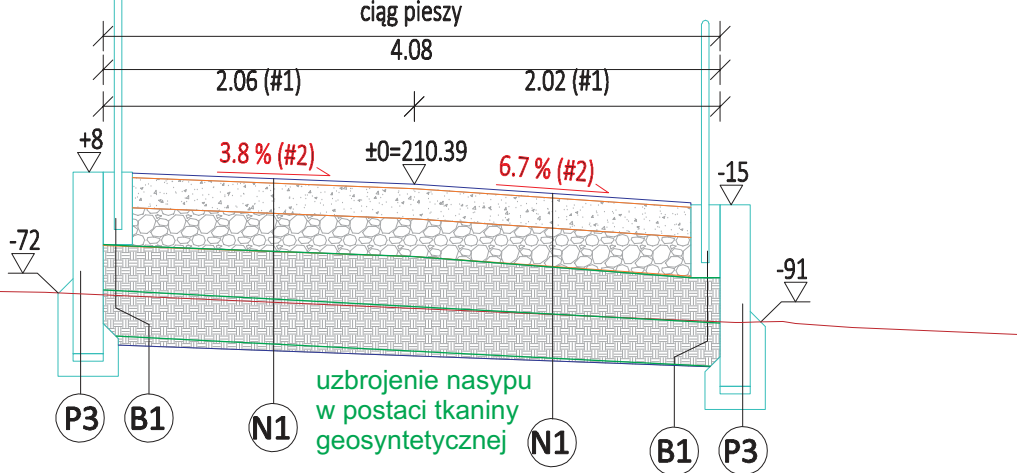 ciąg pieszy
4.08
2.06 (#1)
2.02 (#1)
+8
3.8 % (#2)
±0=210.39
6.7 % (#2)
-15
-72
-91
uzbrojenie nasypu
w postaci tkaniny
geosyntetycznej
P3
B1
N1
N1
B1
P3